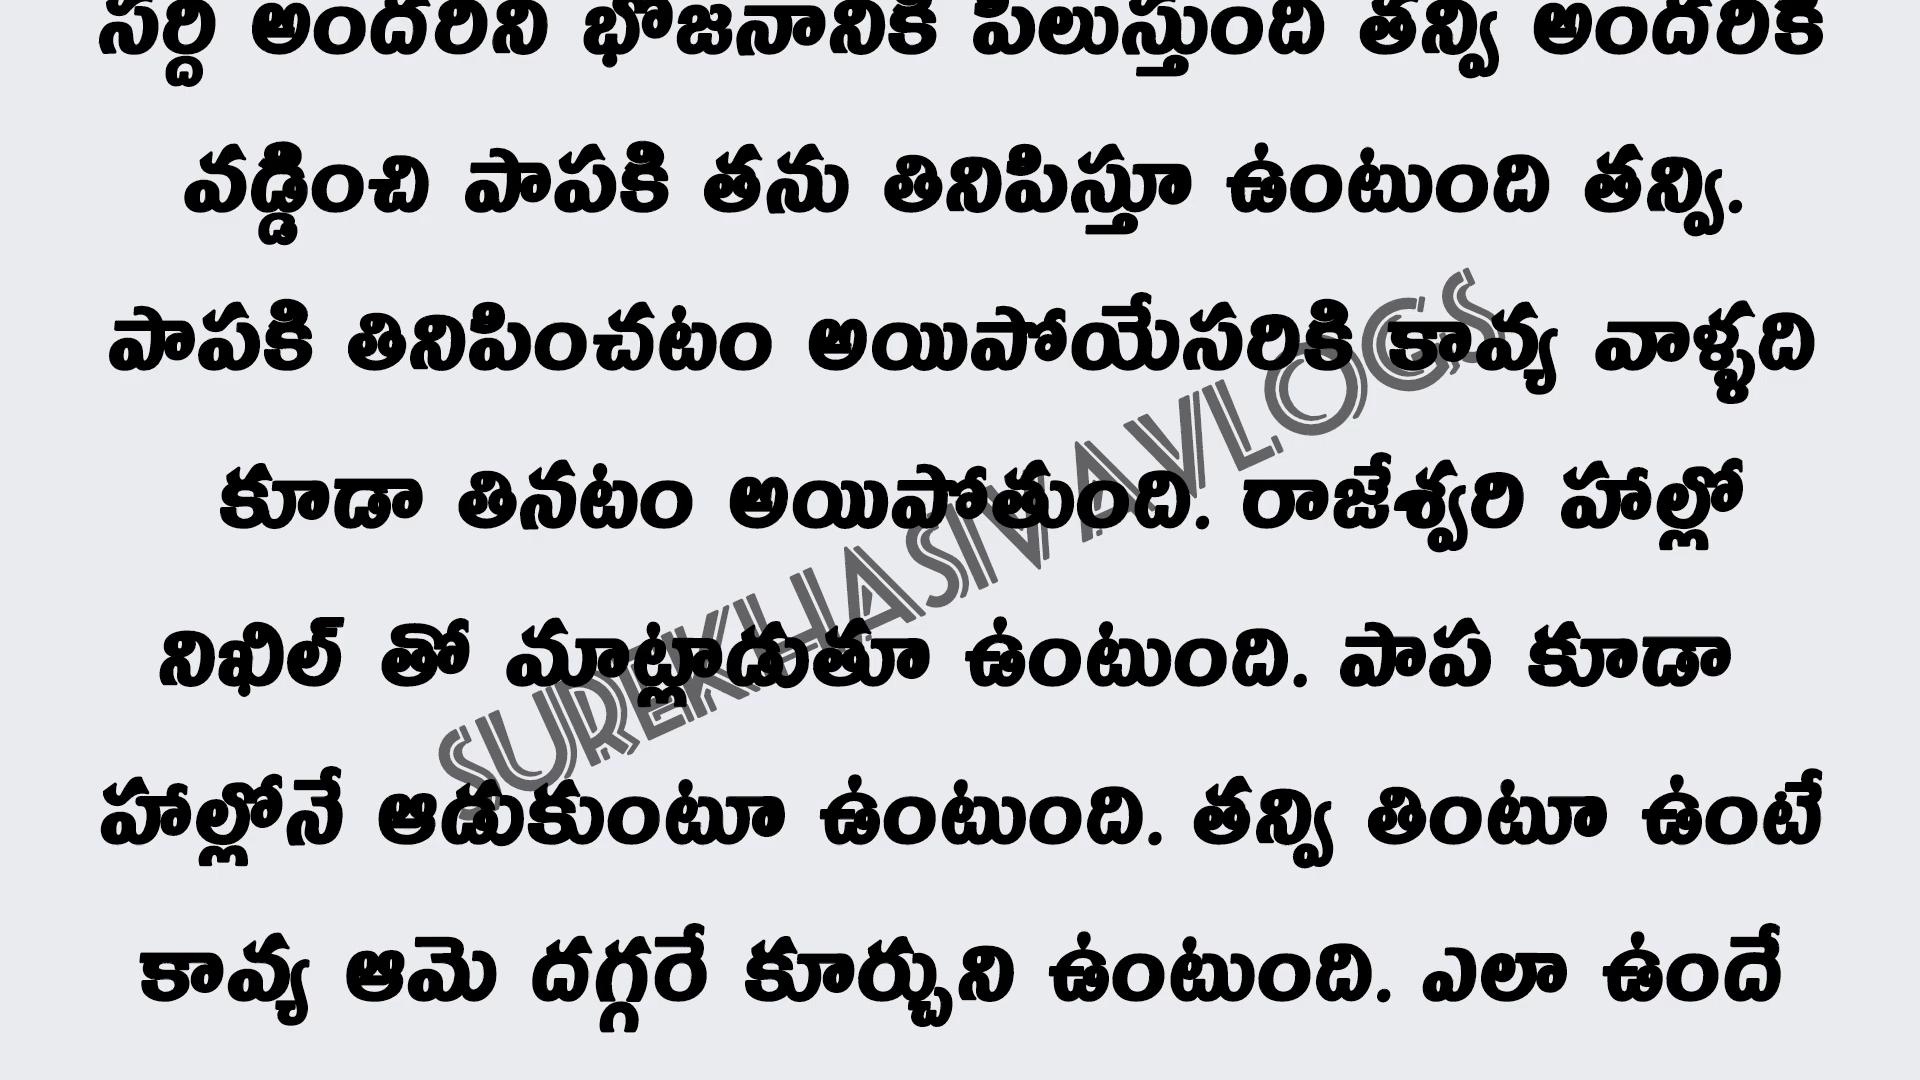 సర్ది అందరిని భోజనానికి పిలుస్తుంది తన్వి అందరికి
వడ్డించి పాపకి తను తినిపిస్తూ ఉంటుంది తన్వి.
పాపకి తినిపించటం అయిపోయేసరికి కావ్య వాళ్ళది
కూడా తినటం అయిపోతుంది. రాజేశ్వరి హాల్లో
నిఖిల్ తో మాట్లాడుతూ ఉంటుంది. పాప కూడా
హాల్లోనే ఆడుకుంటూ ఉంటుంది. తన్వి తింటూ ఉంటే
కావ్య ఆమె దగ్గరే కూర్చుని ఉంటుంది. ఎలా ఉందే
SUREKHASIVAVLOGS